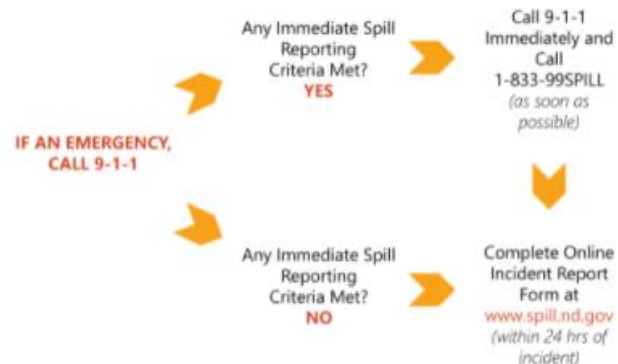 IF AN EMERGENCY,
CALL 9-1-1
Any Immediate Spill
Reporting
Criteria Met?
YES
Call 9-1-1
Immediately and
Call
1-833-99SPILL
(as soon as
possible)
Any Immediate Spill
Reporting
Criteria Met?
NO
Complete Online
Incident Report
Form at
www.spill.nd.gov
(within 24 hrs of
incident)